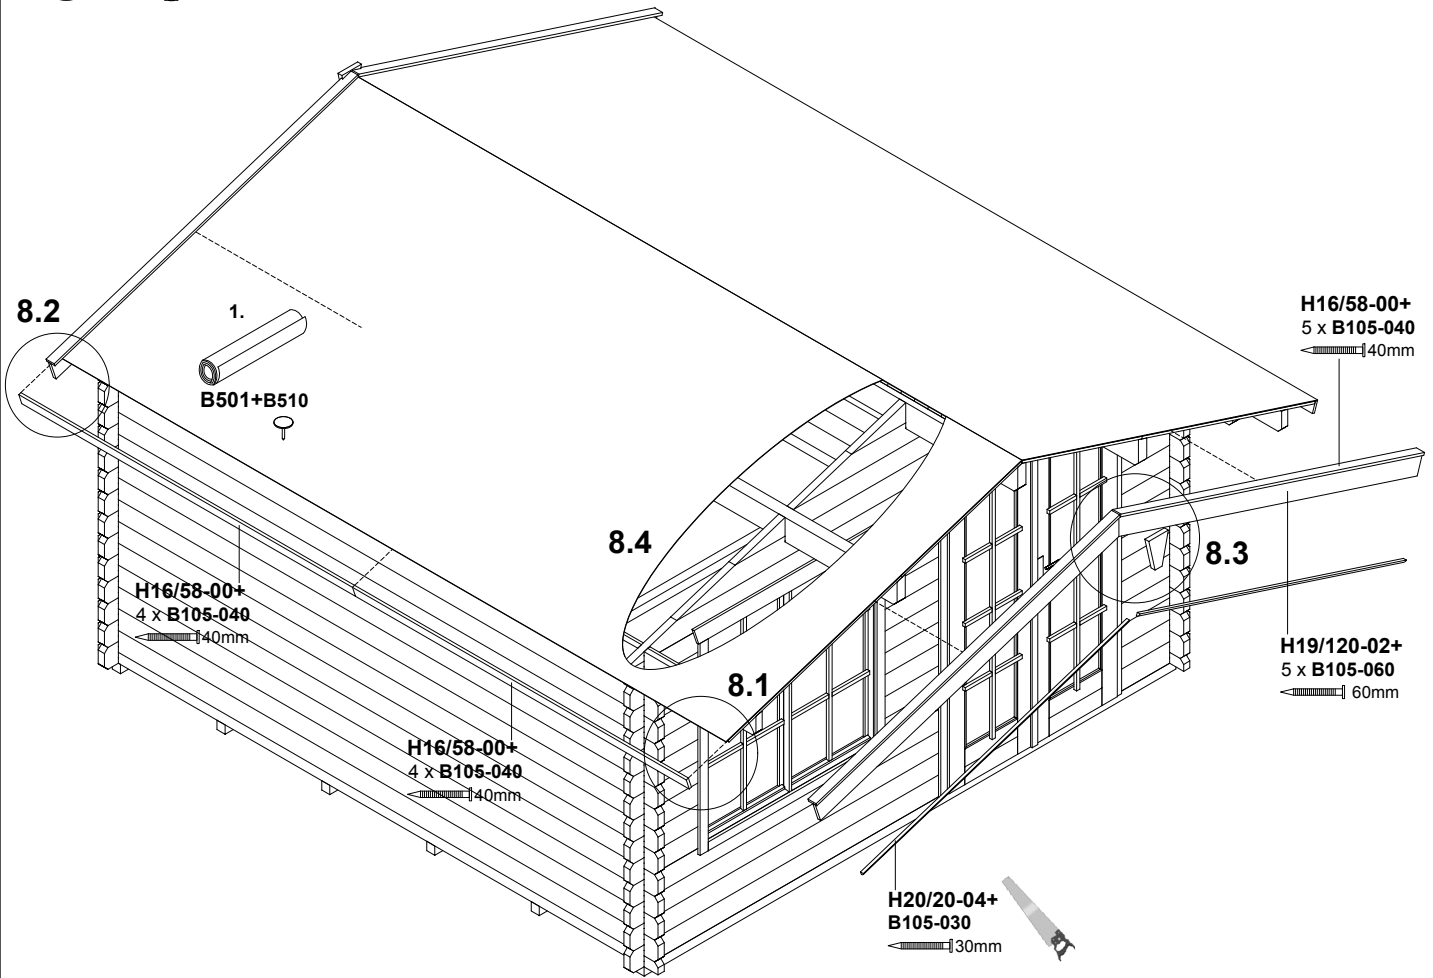 8.2
1.
B501+B510
H16/58-00+
5 x B105-040
40mm
8.4
8.3
H16/58-00+
4 x B105-040
40mm
H19/120-02+
5 x B105-060
60mm
8.1
H16/58-00+
4 x B105-040
40mm
H20/20-04+
B105-030
30mm